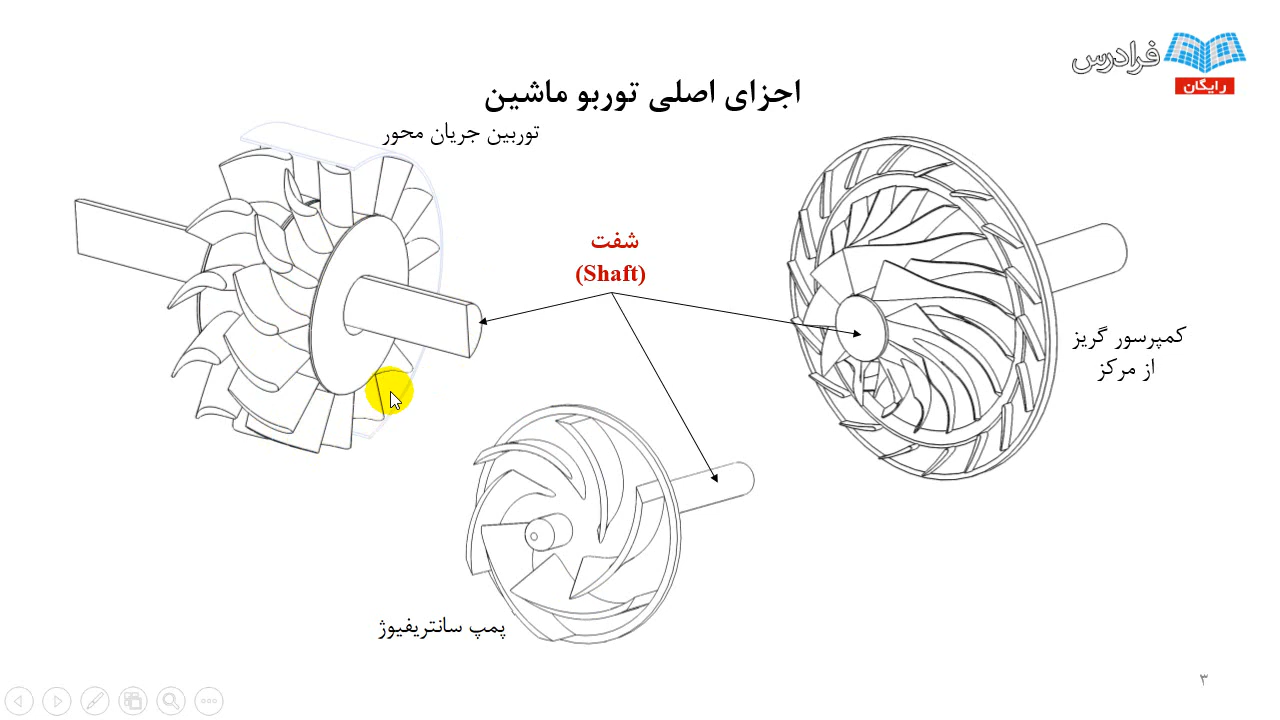 فرادرس
رایگان
اجزای اصلی توربو ماشین
توربین جریان محور
شفت
(Shaft)
کمپرسور گریز
از مرکز
پمپ سانتریفیوژ
۳